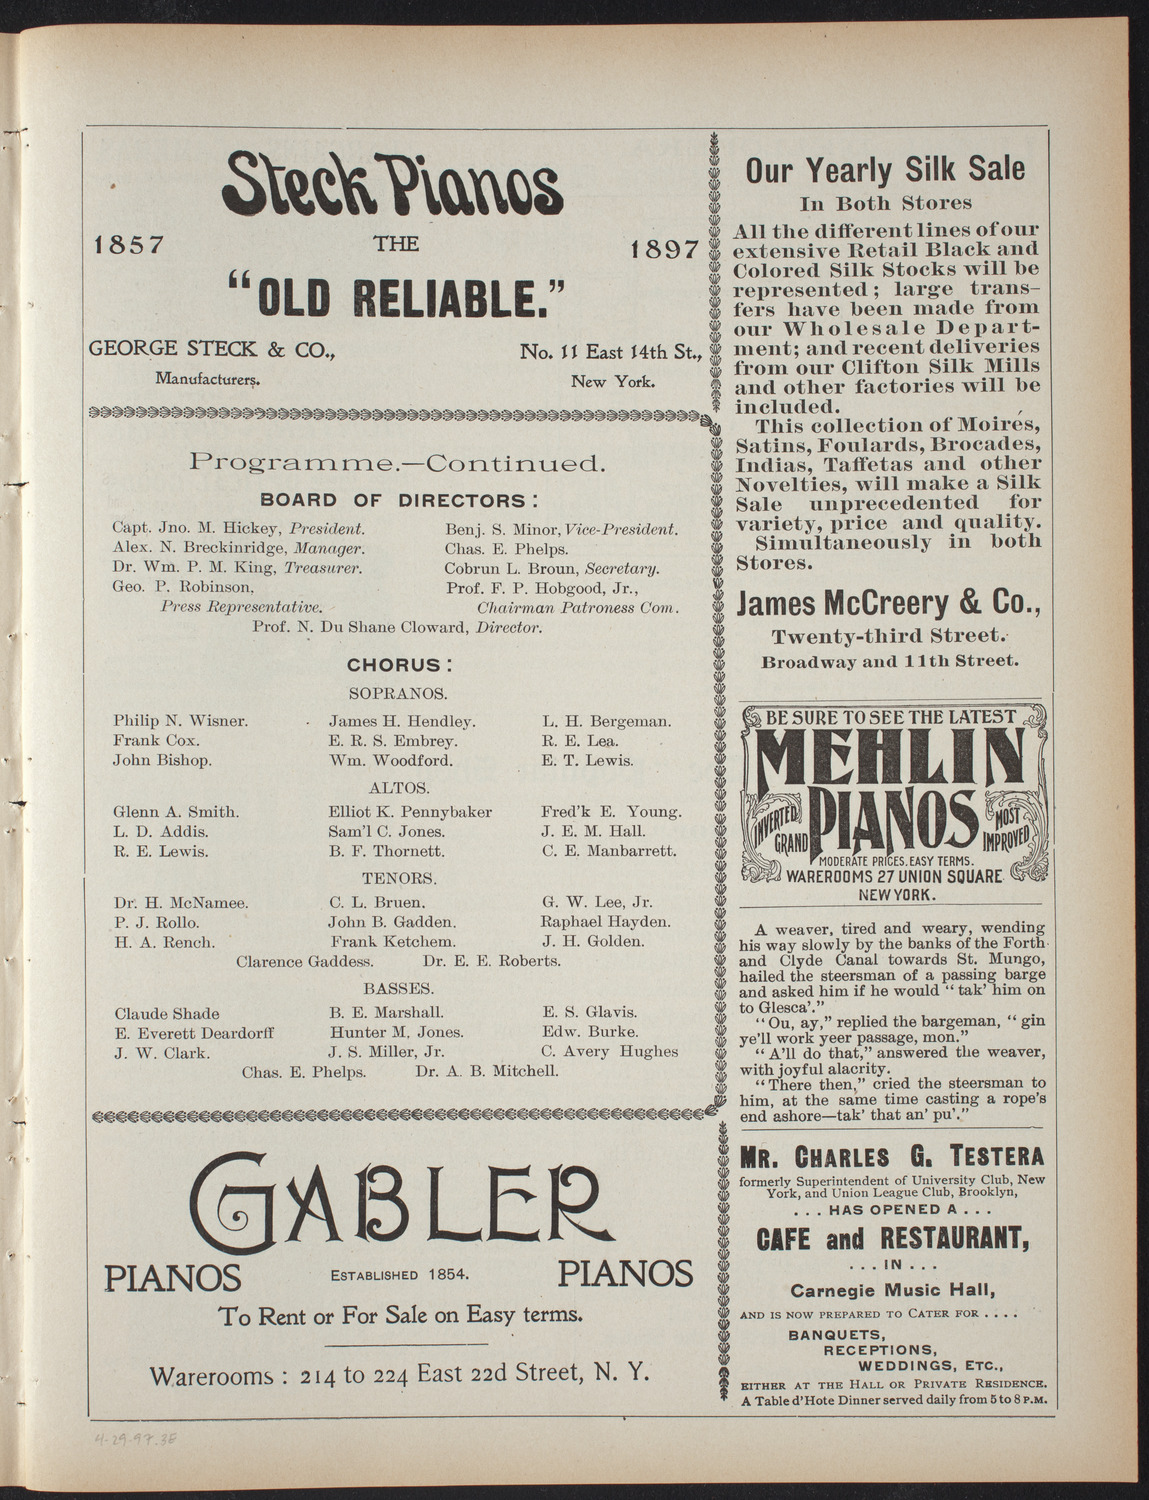 Steck Pianos
1857 THE 1897
"OLD RELIABLE."
GEORGE STECK & CO., No. 11 East 14th St.,
Manufacturers. New York.
Programme.—Continued.
BOARD OF DIRECTORS:
Capt. Jno. M. Hickey, President. Benj. S. Minor, Vice-President.
Alex. N. Breckinridge, Manager. Chas. E. Phelps.
Dr. Wm. P. M. King, Treasurer. Cobrun L. Broun, Secretary.
Geo. P. Robinson, Prof. F. P. Hobgood, Jr.,
Press Representative. Chairman Patroness Com.
Prof. N. Du Shane Cloward, Director.
CHORUS:
SOPRANOS.
Philip N. Wisner. James H. Hendley. L. H. Bergeman.
Frank Cox. E. R. S. Embrey. R. E. Lea.
John Bishop. Wm. Woodford. E. T. Lewis.
ALTOS.
Glenn A. Smith. Elliot K. Pennybaker Fred'k E. Young.
L. D. Addis. Sam'l C. Jones. J. E. M. Hall.
R. E. Lewis. B. F. Thornett. C. E. Manbarrett.
TENORS.
Dr. H. McNamee. C. L. Bruen. G. W. Lee, Jr.
P. J. Rollo. John B. Gadden. Raphael Hayden.
H. A. Rench. Frank Ketchem. J. H. Golden.
Clarence Gaddess. Dr. E. E. Roberts.
BASSES.
Claude Shade B. E. Marshall. E. S. Glavis.
E. Everett Deardorff Hunter M. Jones. Edw. Burke.
J. W. Clark. J. S. Miller, Jr. C. Avery Hughes
Chas. E. Phelps. Dr. A. B. Mitchell.
GABLER
PIANOS ESTABLISHED 1854. PIANOS
To Rent or For Sale on Easy terms.
Warerooms: 214 to 224 East 22d Street, N. Y.
Our Yearly Silk Sale
In Both Stores
All the different lines of our
extensive Retail Black and
Colored Silk Stocks will be
represented; large trans-
fers have been made from
our Wholesale Depart-
ment; and recent deliveries
from our Clifton Silk Mills
and other factories will be
included.
This collection of Moirés,
Satins, Foulards, Brocades,
Indias, Taffetas and other
Novelties, will make a Silk
Sale unprecedented for
variety, price and quality.
Simultaneously in both
Stores.
James McCreery & Co.,
Twenty-third Street.
Broadway and 11th Street.
BE SURE TO SEE THE LATEST
MEHLIN
INVERTED GRAND PIANOS MOST IMPROVED
MODERATE PRICES. EASY TERMS.
WAREROOMS 27 UNION SQUARE
NEW YORK.
A weaver, tired and weary, wending
his way slowly by the banks of the Forth
and Clyde Canal towards St. Mungo,
hailed the steersman of a passing barge
and asked him if he would "tak' him on
to Glesca'."
"Ou, ay," replied the bargeman, "gin
ye'll work yeer passage, mon."
"A'll do that," answered the weaver,
with joyful alacrity.
"There then," cried the steersman to
him, at the same time casting a rope's
end ashore—tak' that an' pu'."
MR. CHARLES G. TESTERA
formerly Superintendent of University Club, New
York, and Union League Club, Brooklyn,
...HAS OPENED A...
CAFE and RESTAURANT,
...IN...
Carnegie Music Hall,
AND IS NOW PREPARED TO CATER FOR ....
BANQUETS,
RECEPTIONS,
WEDDINGS, ETC.,
EITHER AT THE HALL OR PRIVATE RESIDENCE.
A Table d'Hote Dinner served daily from 5 to 8 P.M.
4-29-97.3E